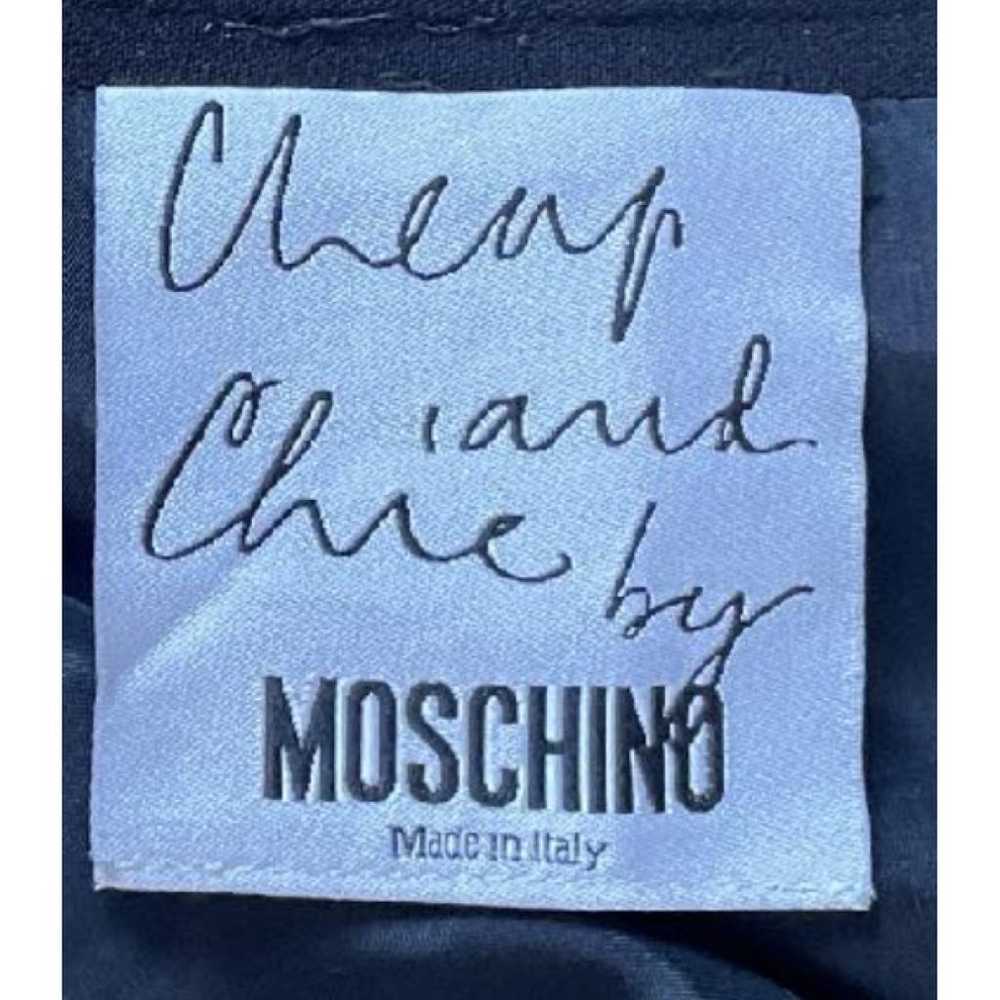 Cheap
and
Chic by
MOSCHINO
Made in Italy